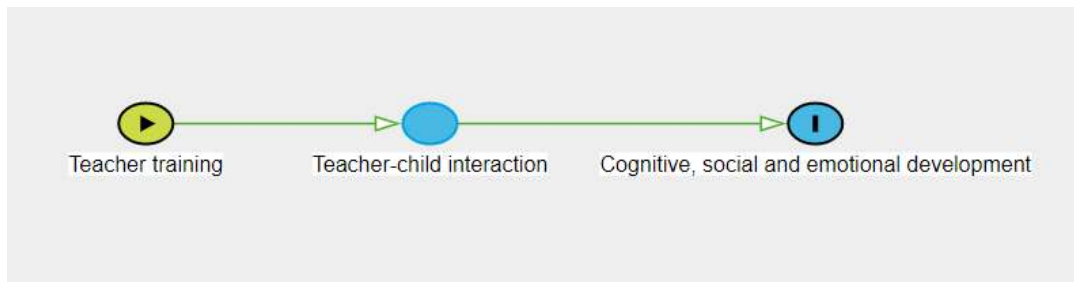 Teacher training
Teacher-child interaction
Cognitive, social and emotional development